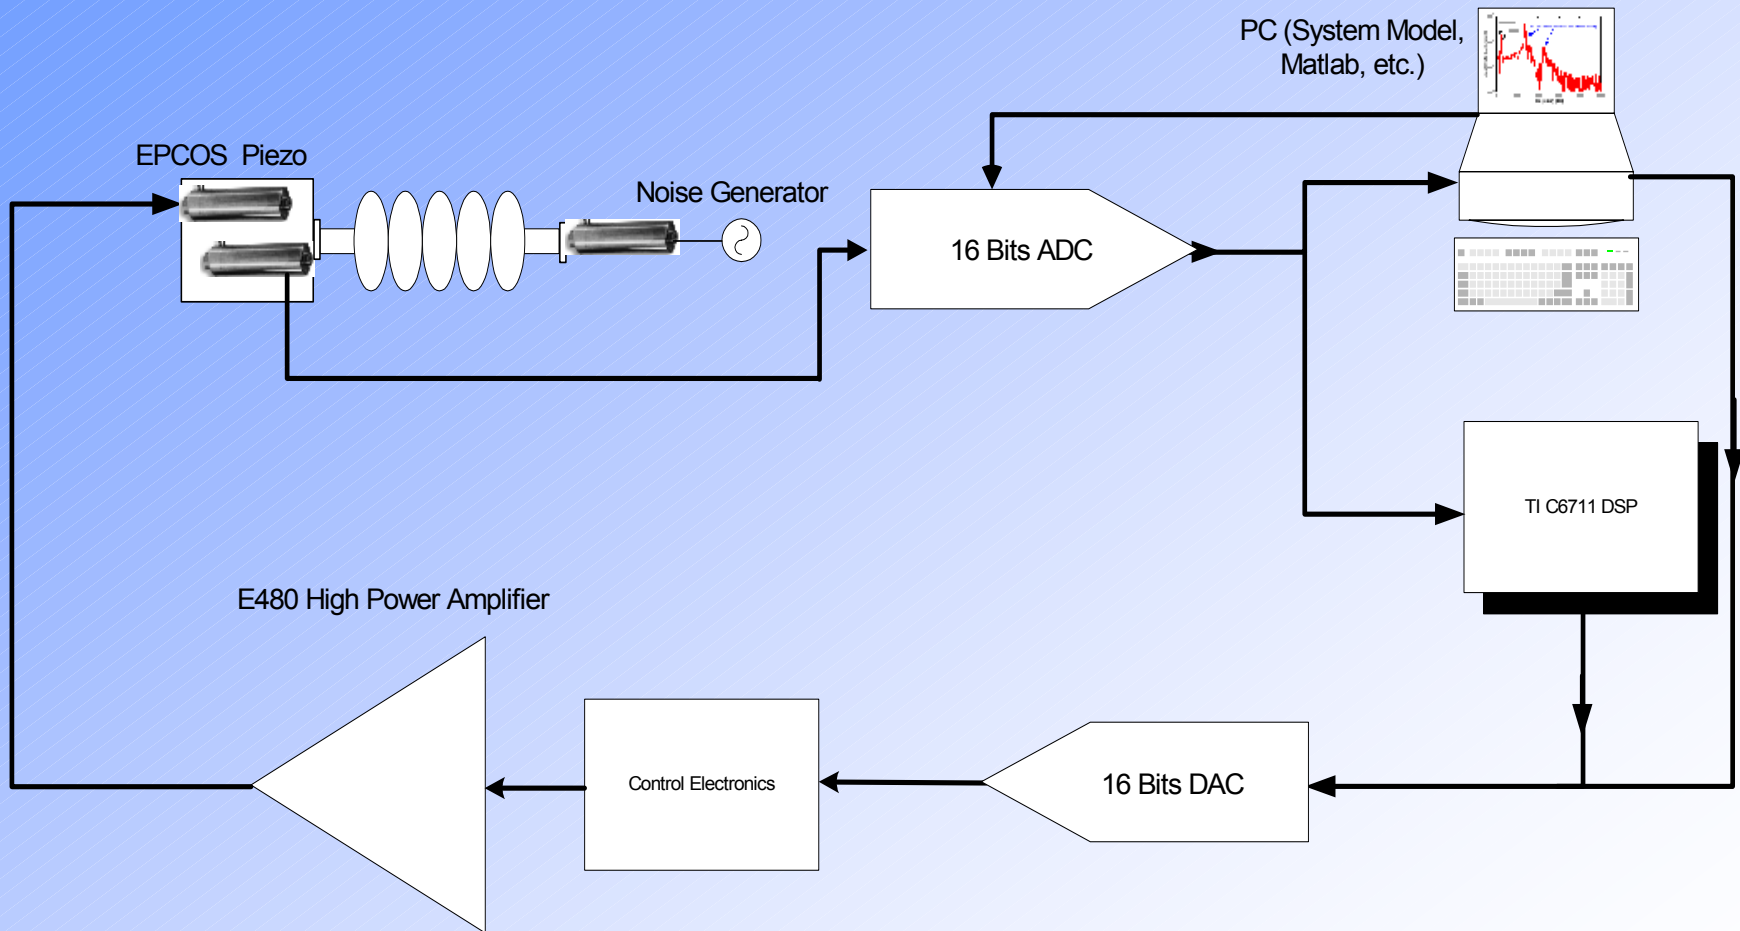 PC (System Model,
Matlab, etc.)
EPCOS Piezo
Noise Generator
16 Bits ADC
TI C6711 DSP
E480 High Power Amplifier
Control Electronics
16 Bits DAC